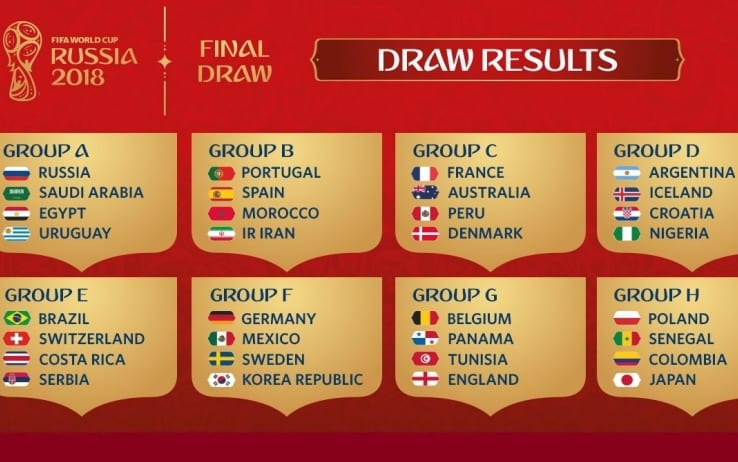 FIFA WORLD CUP
RUSSIA
2018
FINAL
DRAW
DRAW RESULTS
GROUP A
RUSSIA
SAUDI ARABIA
EGYPT
URUGUAY
GROUP B
PORTUGAL
SPAIN
MOROCCO
IR IRAN
GROUP C
FRANCE
AUSTRALIA
PERU
DENMARK
GROUP D
ARGENTINA
ICELAND
CROATIA
NIGERIA
GROUP E
BRAZIL
SWITZERLAND
COSTA RICA
SERBIA
GROUP F
GERMANY
MEXICO
SWEDEN
KOREA REPUBLIC
GROUP G
BELGIUM
PANAMA
TUNISIA
ENGLAND
GROUP H
POLAND
SENEGAL
COLOMBIA
JAPAN